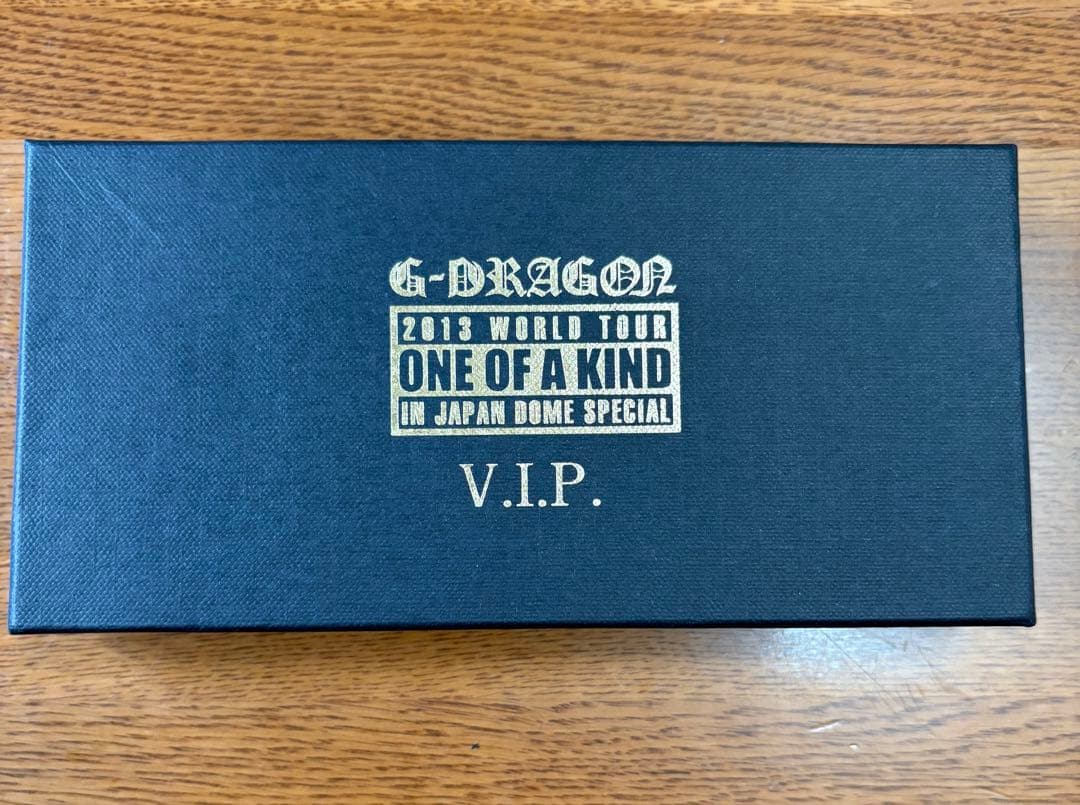 G-DRAGON
2013 WORLD TOUR
ONE OF A KIND
IN JAPAN DOME SPECIAL
V.I.P.